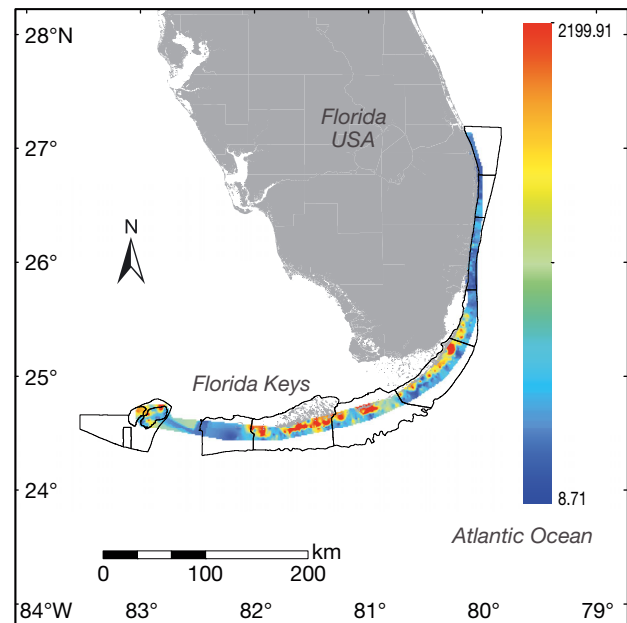 28°N
2199.91
Florida
USA
27°
N
26°
25°
Florida Keys
24°
8.71
Atlantic Ocean
km
0 100 200
84°W 83° 82° 81° 80° 79°